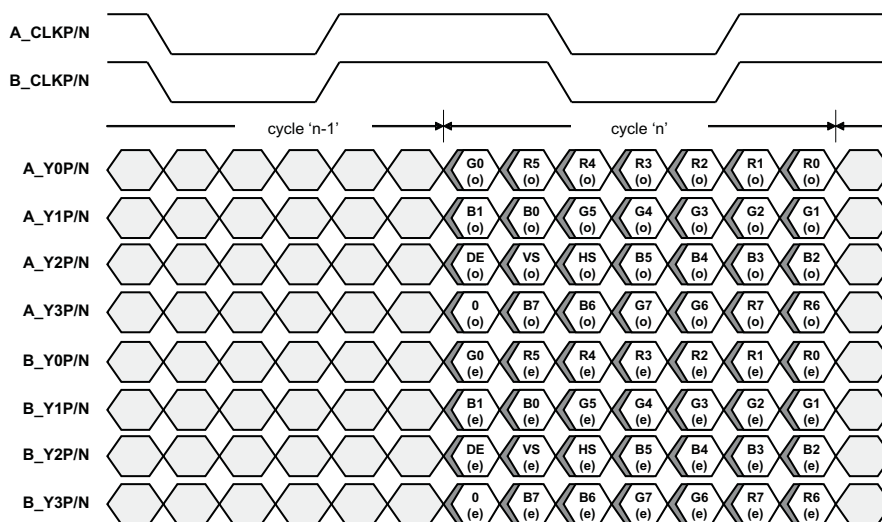 A_CLKP/N
B_CLKP/N
cycle ‘n-1’ cycle ‘n’
A_Y0P/N G0 (o) R5 (o) R4 (o) R3 (o) R2 (o) R1 (o) R0 (o)
A_Y1P/N B1 (o) B0 (o) G5 (o) G4 (o) G3 (o) G2 (o) G1 (o)
A_Y2P/N DE (o) VS (o) HS (o) B5 (o) B4 (o) B3 (o) B2 (o)
A_Y3P/N 0 (o) B7 (o) B6 (o) G7 (o) G6 (o) R7 (o) R6 (o)
B_Y0P/N G0 (e) R5 (e) R4 (e) R3 (e) R2 (e) R1 (e) R0 (e)
B_Y1P/N B1 (e) B0 (e) G5 (e) G4 (e) G3 (e) G2 (e) G1 (e)
B_Y2P/N DE (e) VS (e) HS (e) B5 (e) B4 (e) B3 (e) B2 (e)
B_Y3P/N 0 (e) B7 (e) B6 (e) G7 (e) G6 (e) R7 (e) R6 (e)